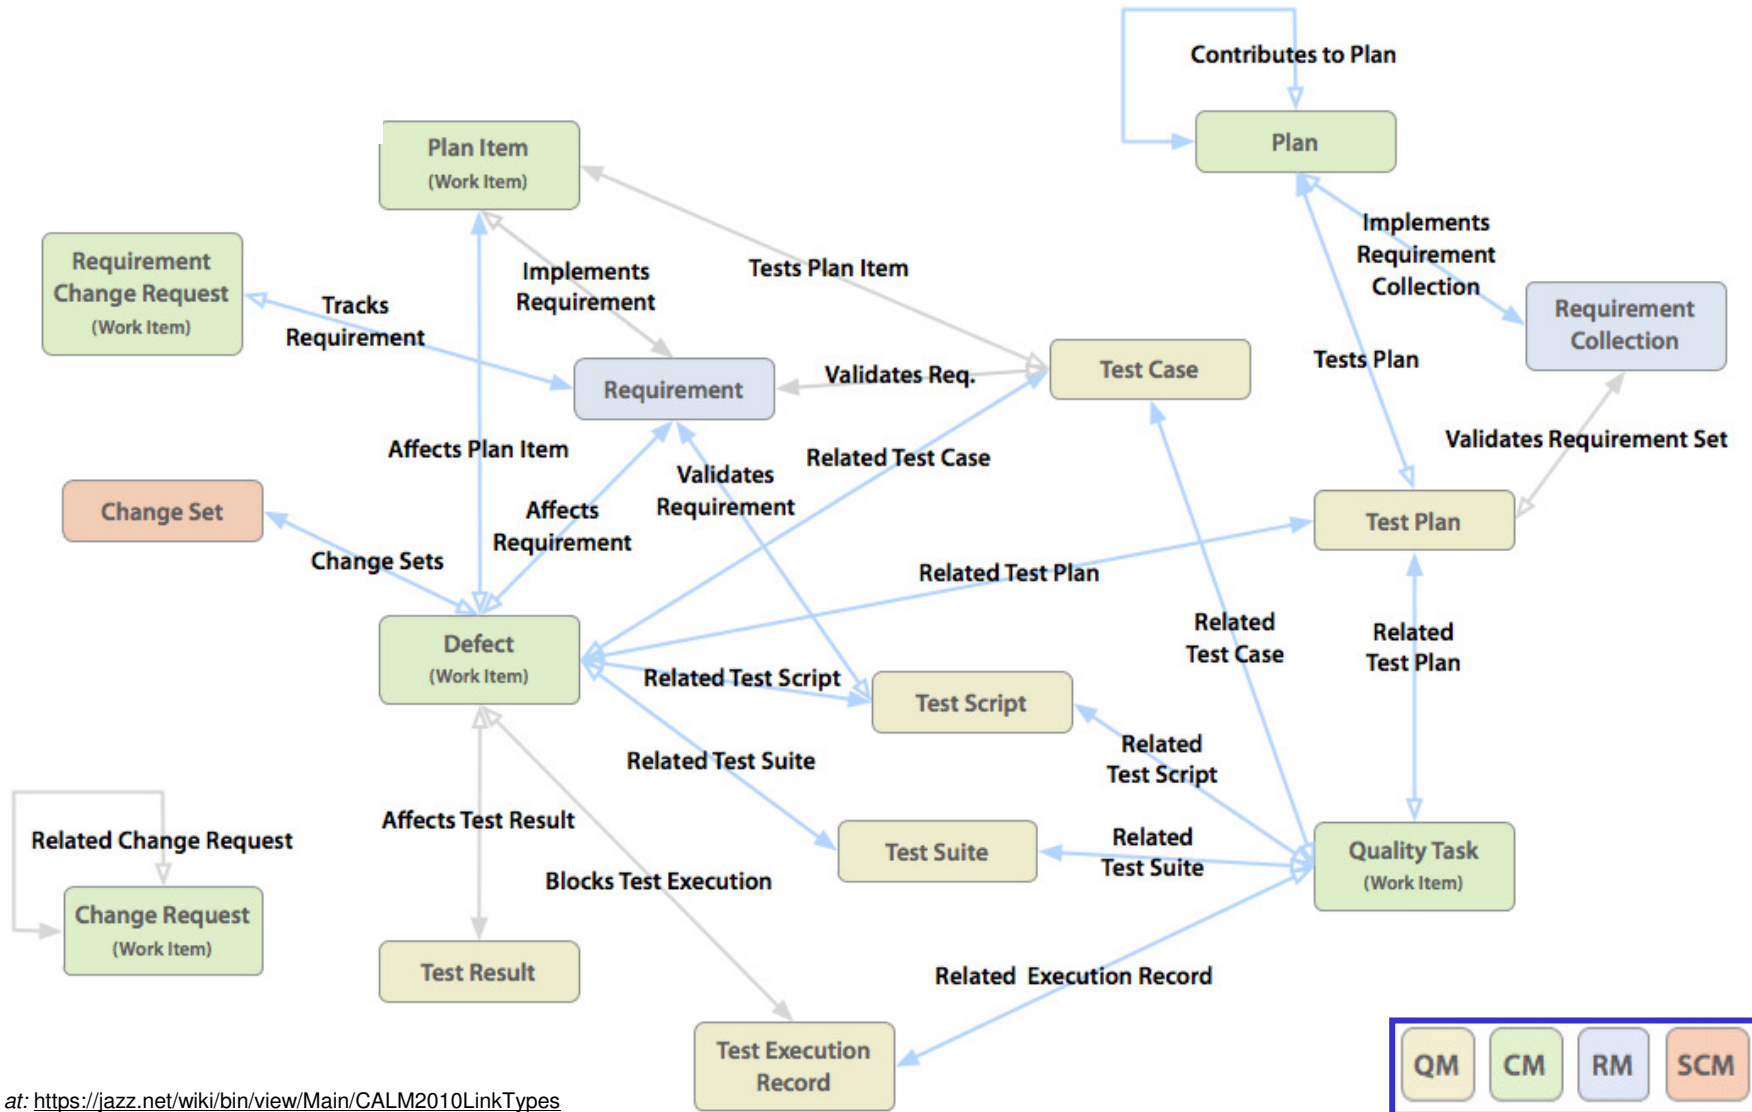 Contributes to Plan
Plan
Plan Item
(Work Item)
Implements
Requirement
Collection
Requirement
Change Request
(Work Item)
Tracks
Requirement
Implements
Requirement
Tests Plan Item
Requirement
Collection
Tests Plan
Requirement
Validates Req.
Test Case
Affects Plan Item
Validates Requirement Set
Related Test Case
Validates
Requirement
Change Set
Affects
Requirement
Test Plan
Change Sets
Related Test Plan
Related
Test Case
Related
Test Plan
Defect
(Work Item)
Related Test Script
Test Script
Related
Test Script
Related Test Suite
Affects Test Result
Related Change Request
Test Suite
Related
Test Suite
Quality Task
(Work Item)
Blocks Test Execution
Change Request
(Work Item)
Test Result
Related Execution Record
Test Execution
Record
QM CM RM SCM
at: https://jazz.net/wiki/bin/view/Main/CALM2010LinkTypes